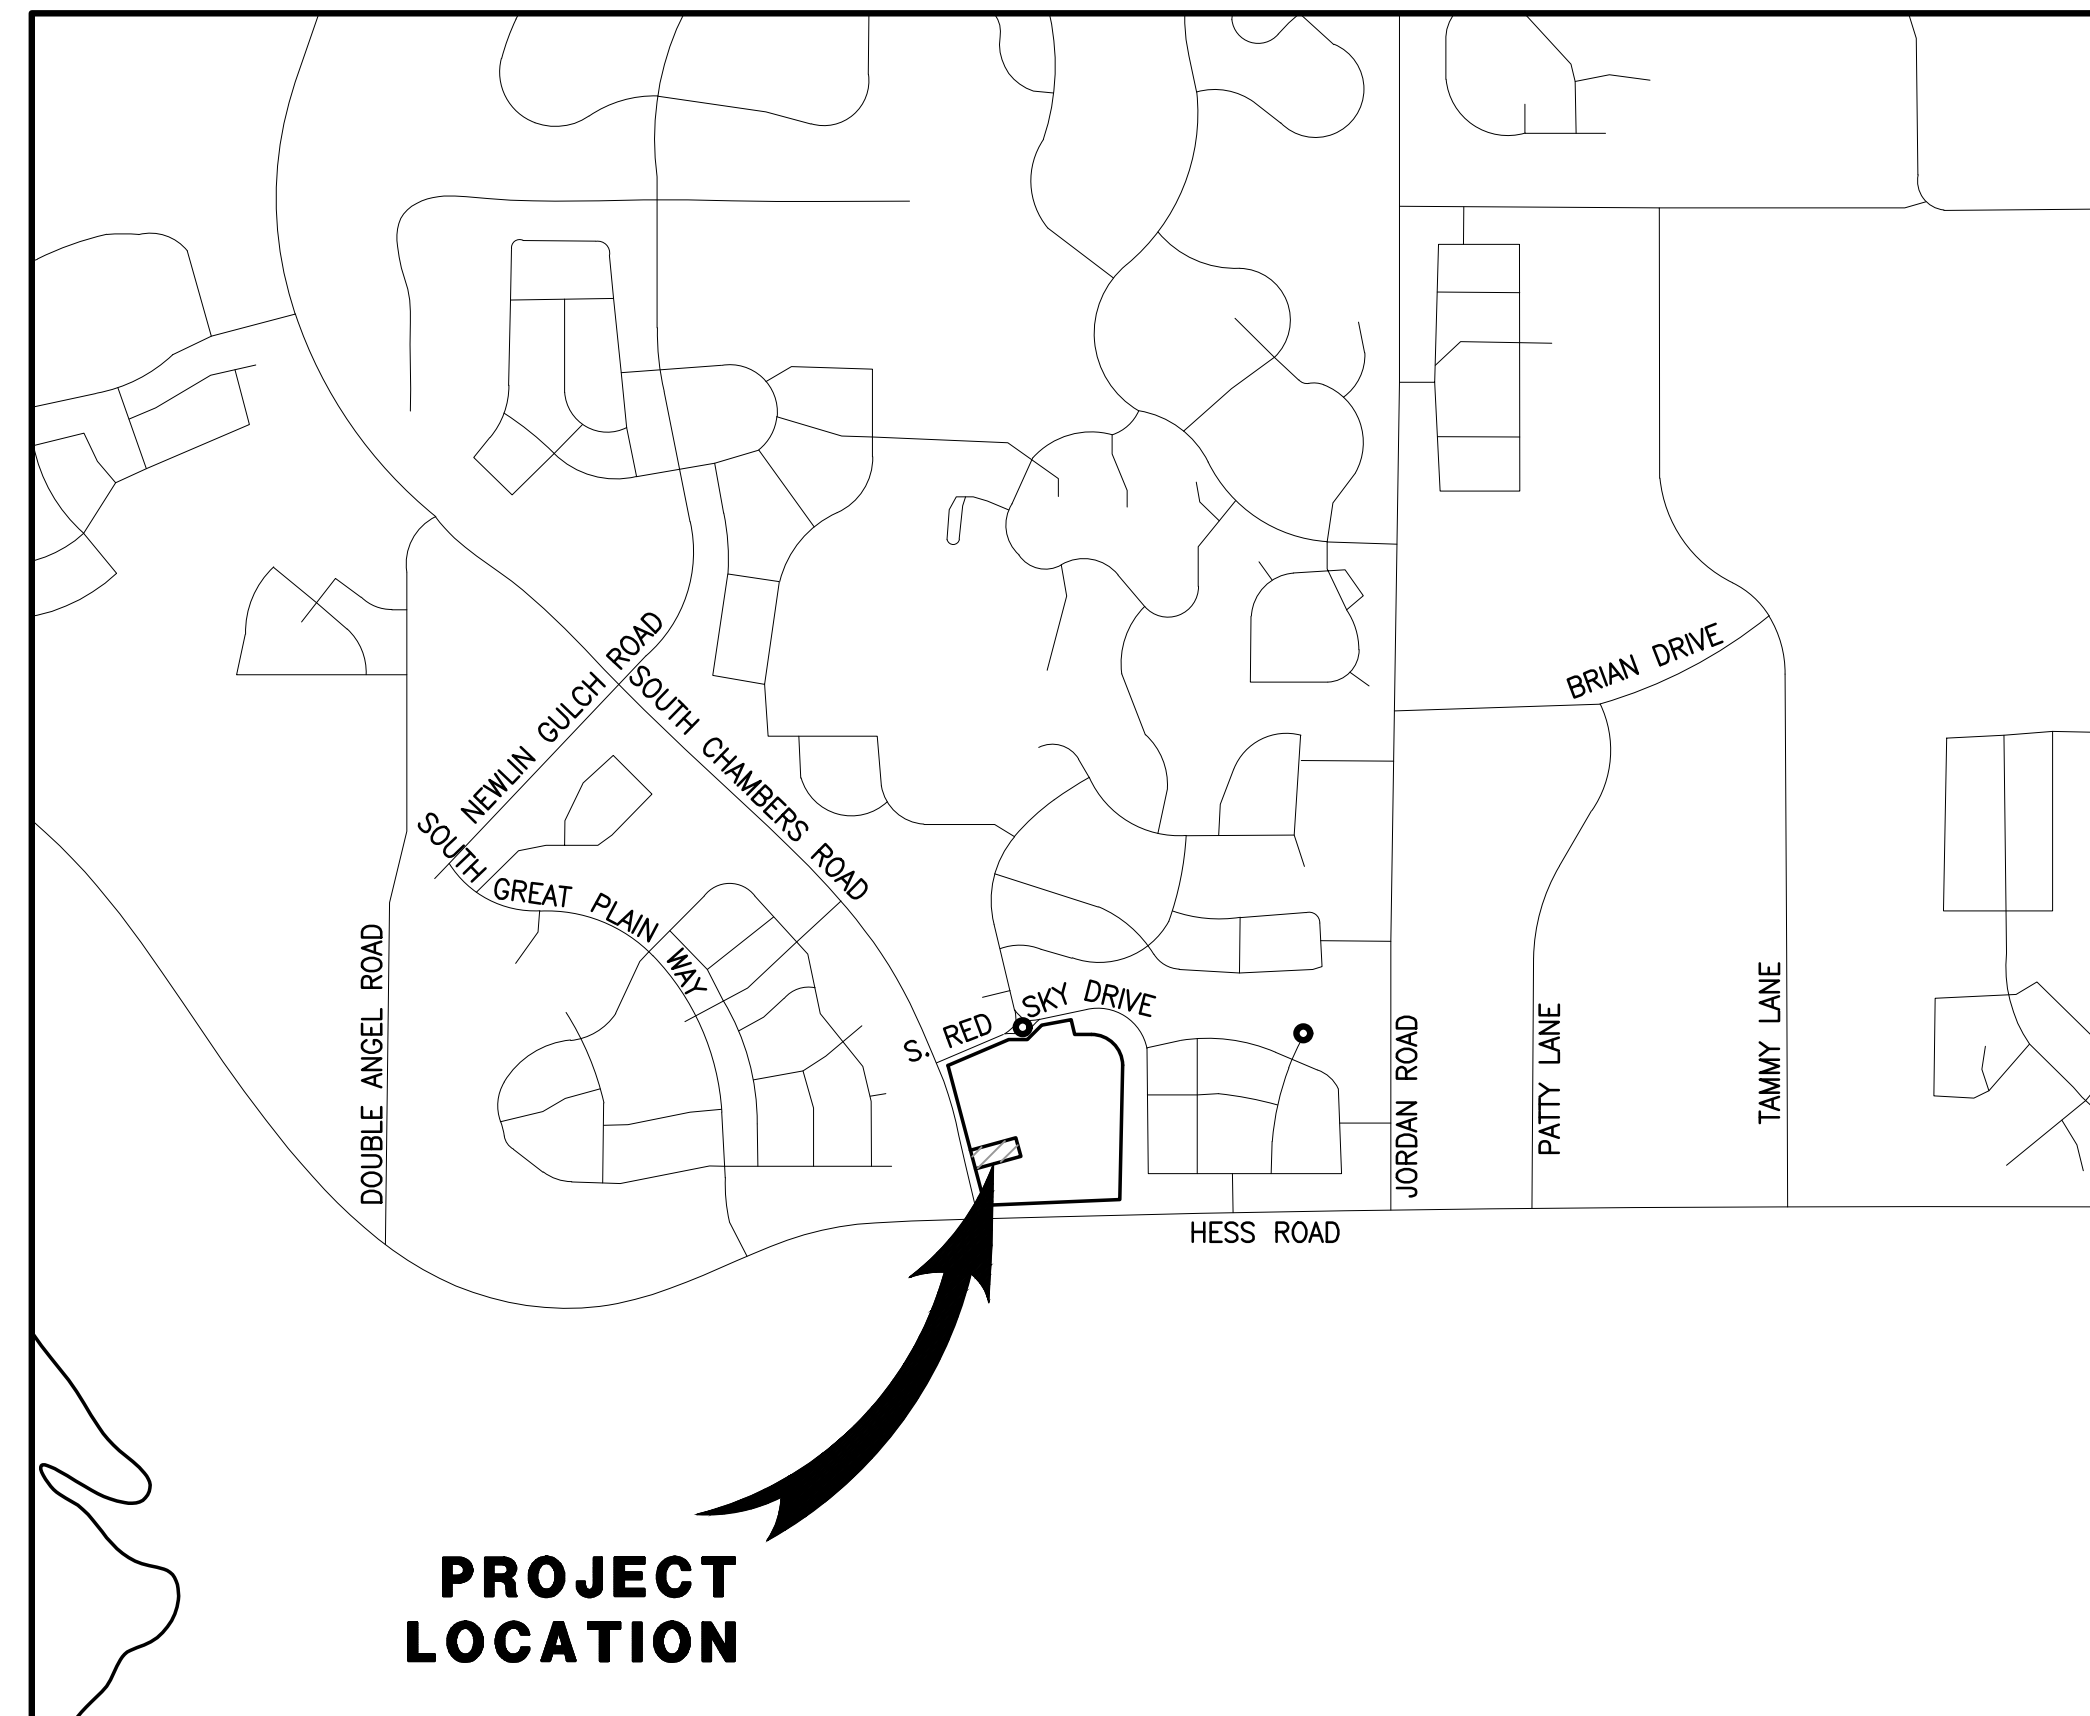 NEWLIN GULCH ROAD
SOUTH CHAMBERS ROAD
BRIAN DRIVE
SOUTH GREAT PLAIN WAY
DOUBLE ANGEL ROAD
S. RED SKY DRIVE
JORDAN ROAD
PATTY LANE
TAMMY LANE
HESS ROAD
PROJECT
LOCATION